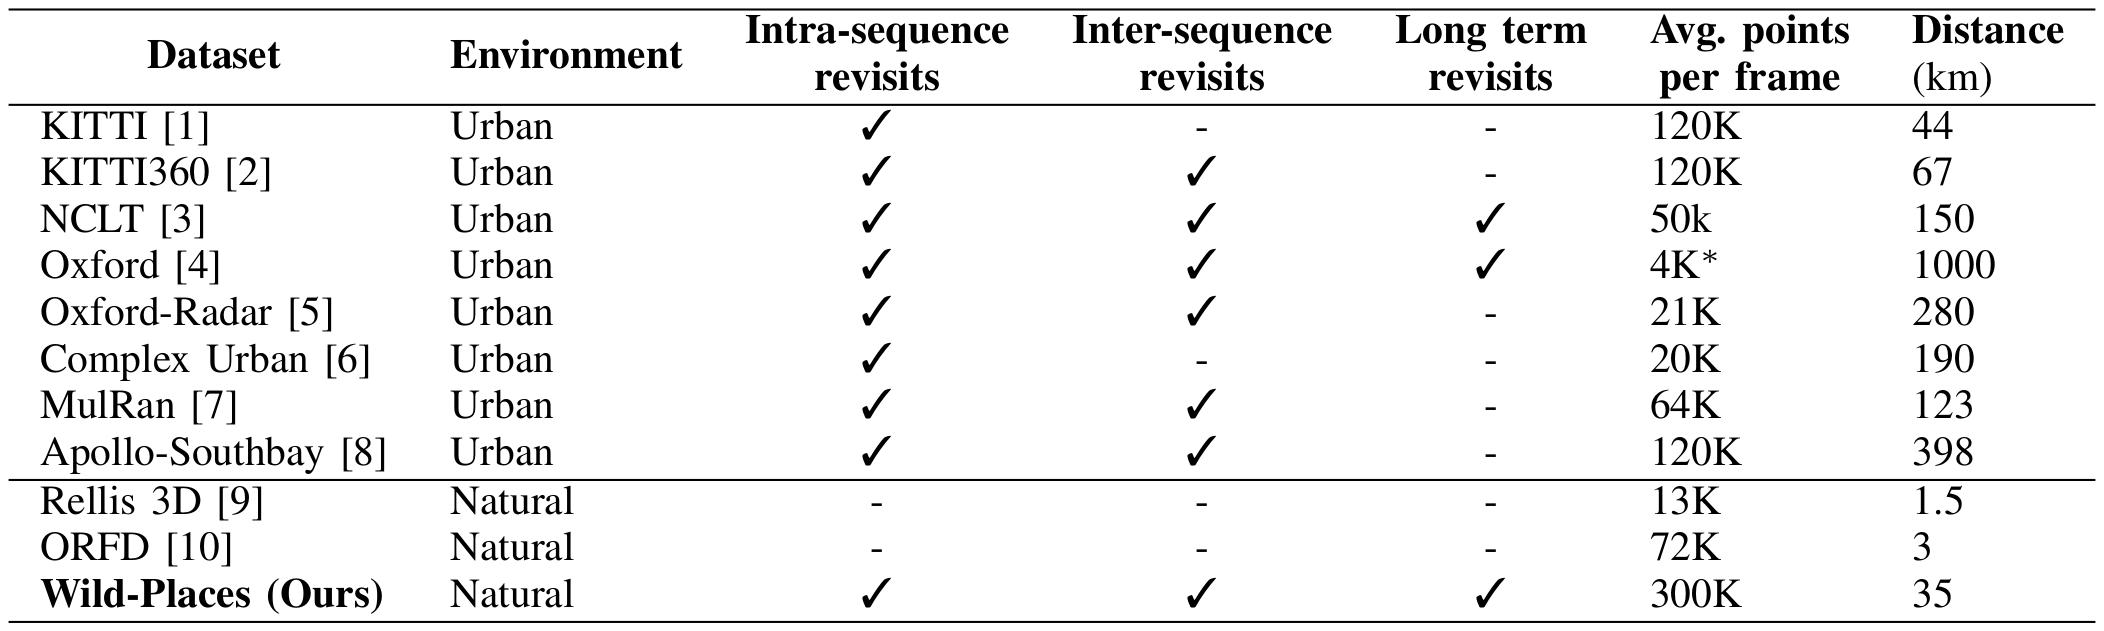 Dataset Environment Intra-sequence revisits Inter-sequence revisits Long term revisits Avg. points per frame Distance (km)
KITTI [1] Urban ✓ - - 120K 44
KITTI360 [2] Urban ✓ ✓ - 120K 67
NCLT [3] Urban ✓ ✓ ✓ 50k 150
Oxford [4] Urban ✓ ✓ ✓ 4K* 1000
Oxford-Radar [5] Urban ✓ ✓ - 21K 280
Complex Urban [6] Urban ✓ - - 20K 190
MulRan [7] Urban ✓ ✓ - 64K 123
Apollo-Southbay [8] Urban ✓ ✓ - 120K 398
Rellis 3D [9] Natural - - - 13K 1.5
ORFD [10] Natural - - - 72K 3
Wild-Places (Ours) Natural ✓ ✓ ✓ 300K 35